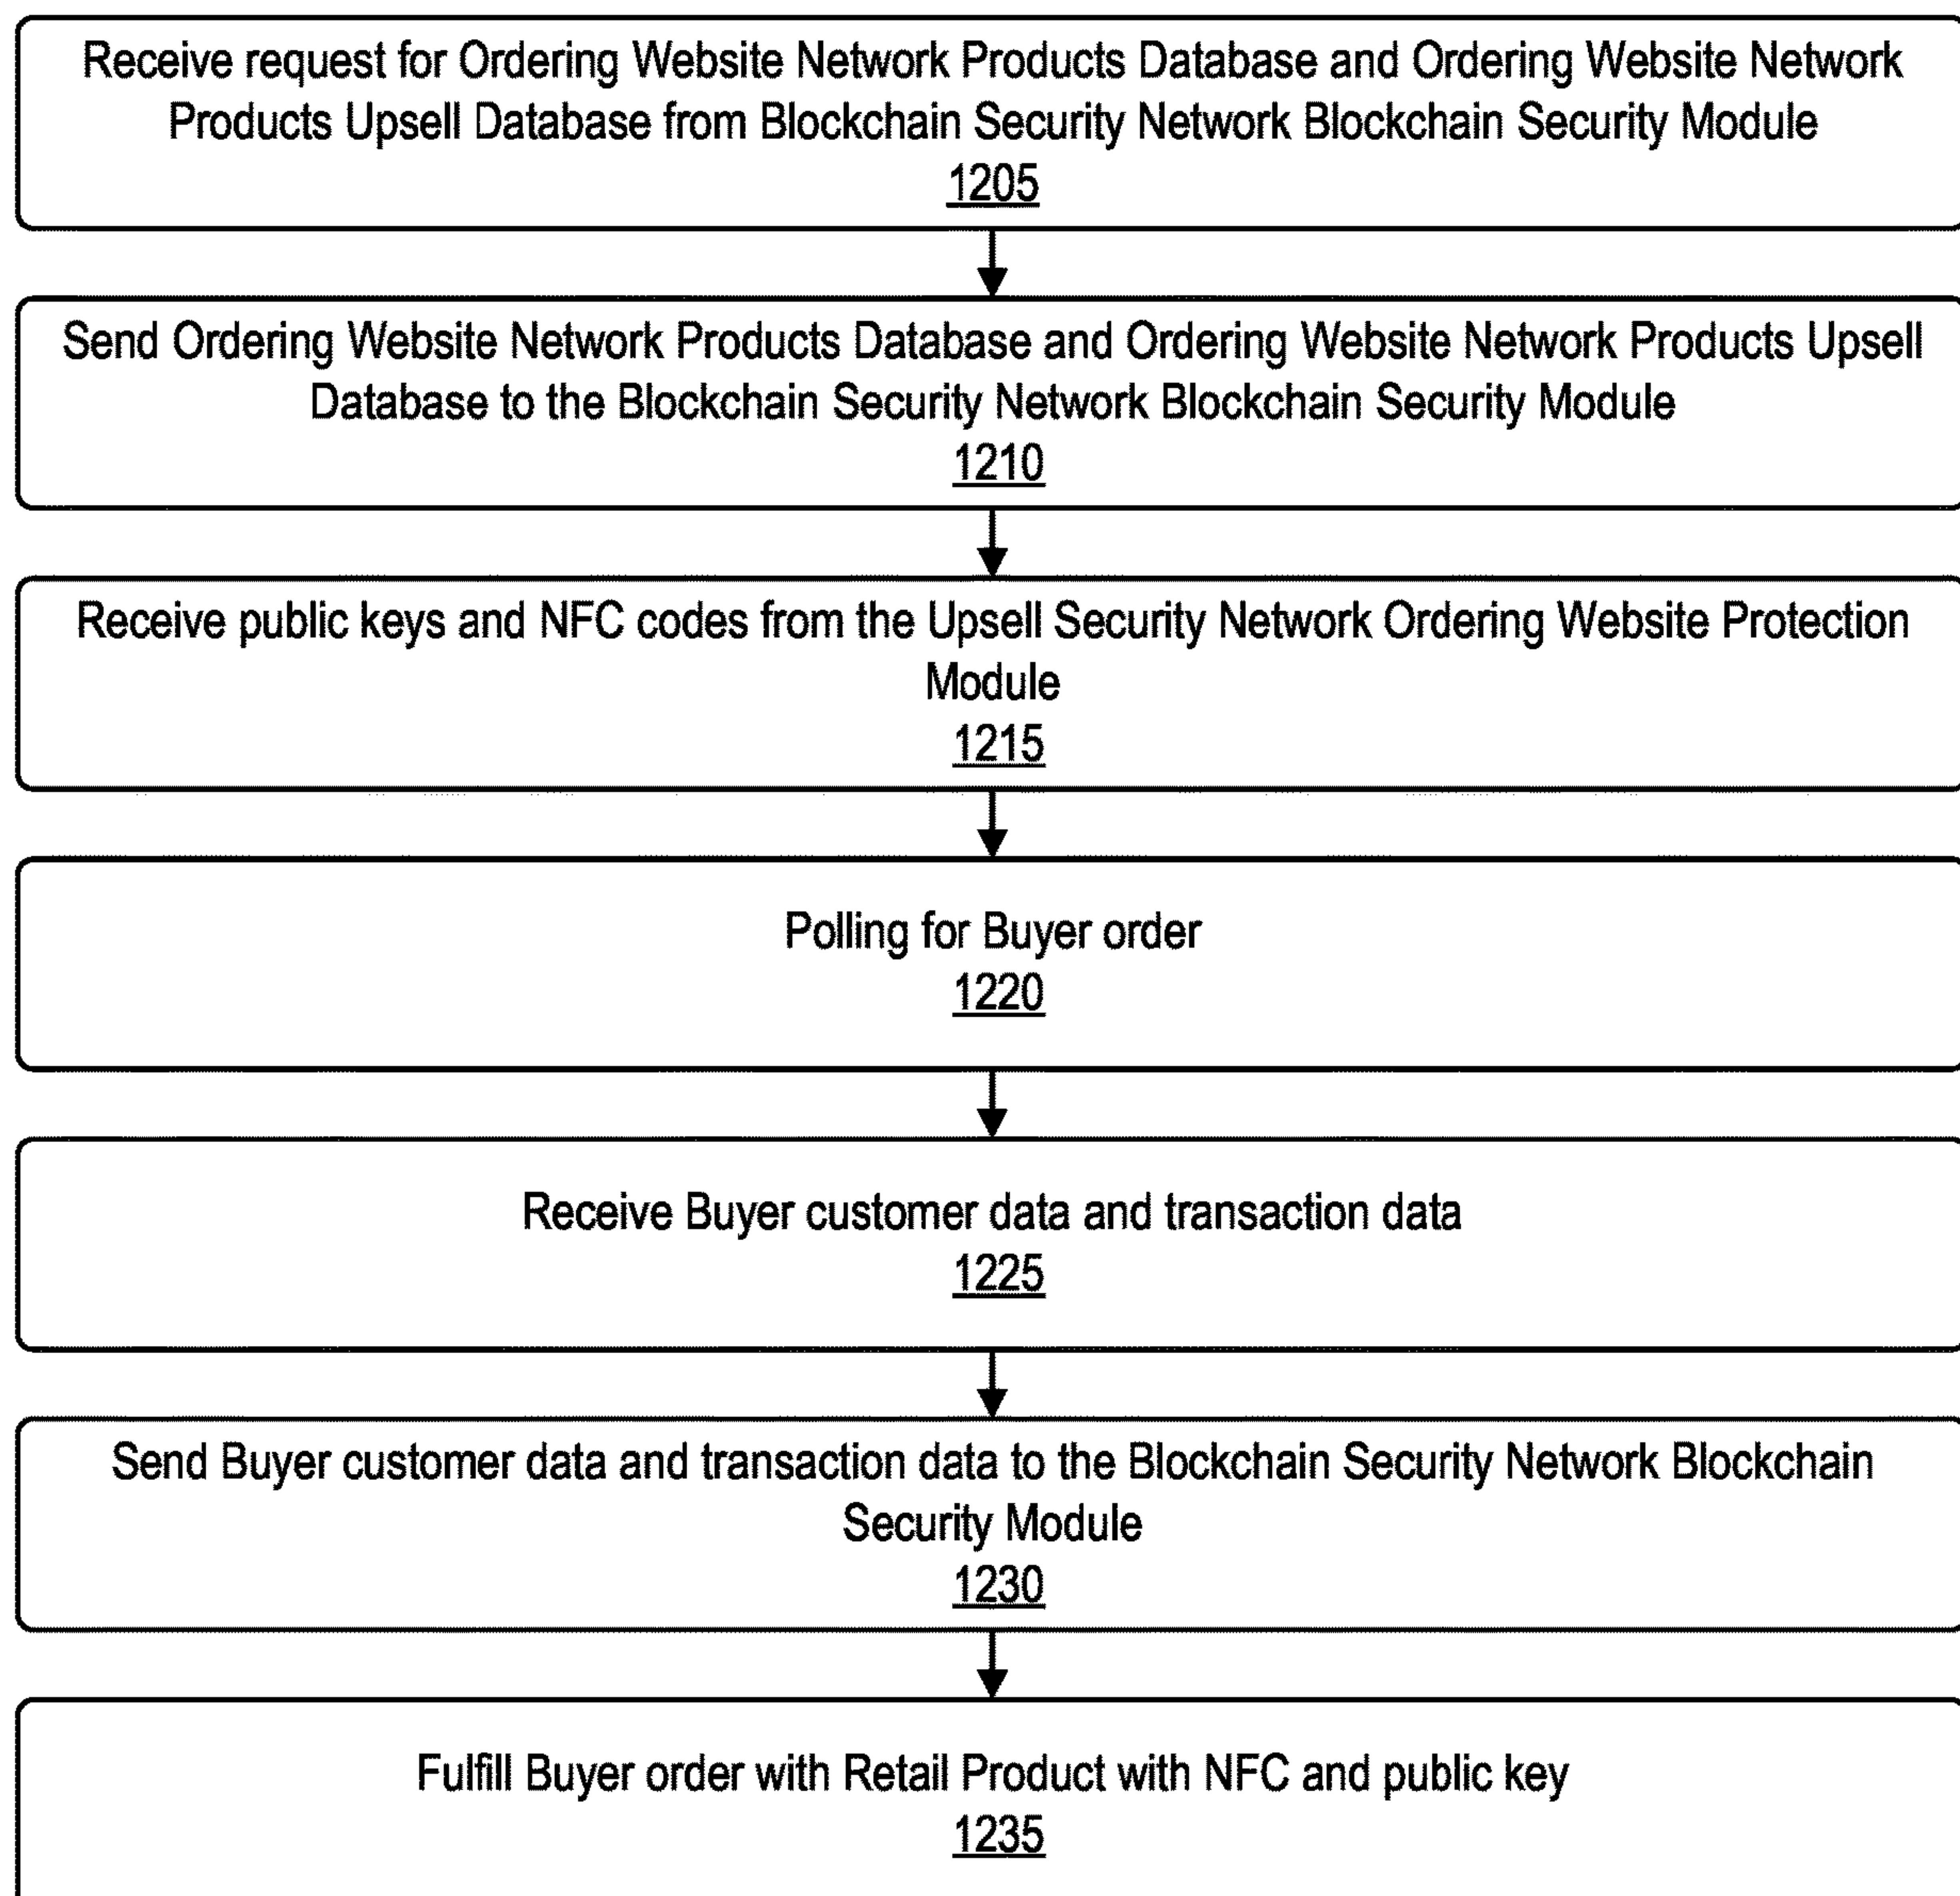 Receive request for Ordering Website Network Products Database and Ordering Website Network
Products Upsell Database from Blockchain Security Network Blockchain Security Module
1205
Send Ordering Website Network Products Database and Ordering Website Network Products Upsell
Database to the Blockchain Security Network Blockchain Security Module
1210
Receive public keys and NFC codes from the Upsell Security Network Ordering Website Protection
Module
1215
Polling for Buyer order
1220
Receive Buyer customer data and transaction data
1225
Send Buyer customer data and transaction data to the Blockchain Security Network Blockchain
Security Module
1230
Fulfill Buyer order with Retail Product with NFC and public key
1235